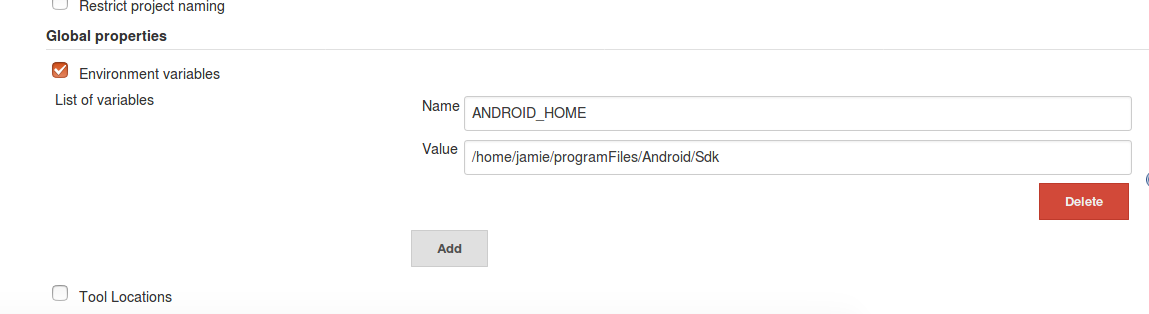 Restrict project naming
Global properties
Environment variables
List of variables
Name
ANDROID_HOME
Value
/home/jamie/programFiles/Android/Sdk
Delete
Add
Tool Locations